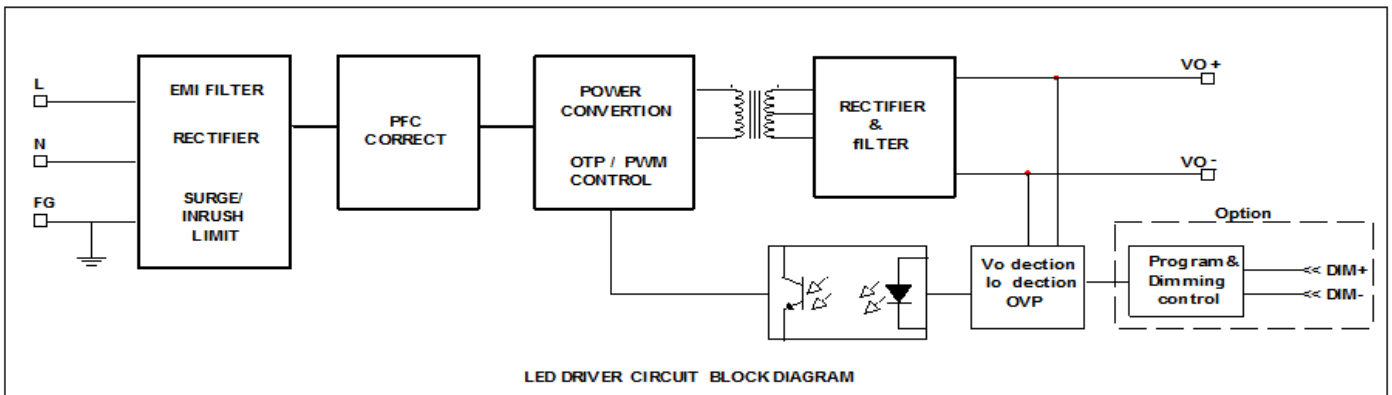 L
N
FG
EMI FILTER
RECTIFIER
SURGE/
INRUSH
LIMIT
PFC
CORRECT
POWER
CONVERTION
OTP / PWM
CONTROL
RECTIFIER
&
fILTER
VO +
VO -
Vo dection
Io dection
OVP
Option
Program &
Dimming
control
<< DIM+
<< DIM-
LED DRIVER CIRCUIT BLOCK DIAGRAM